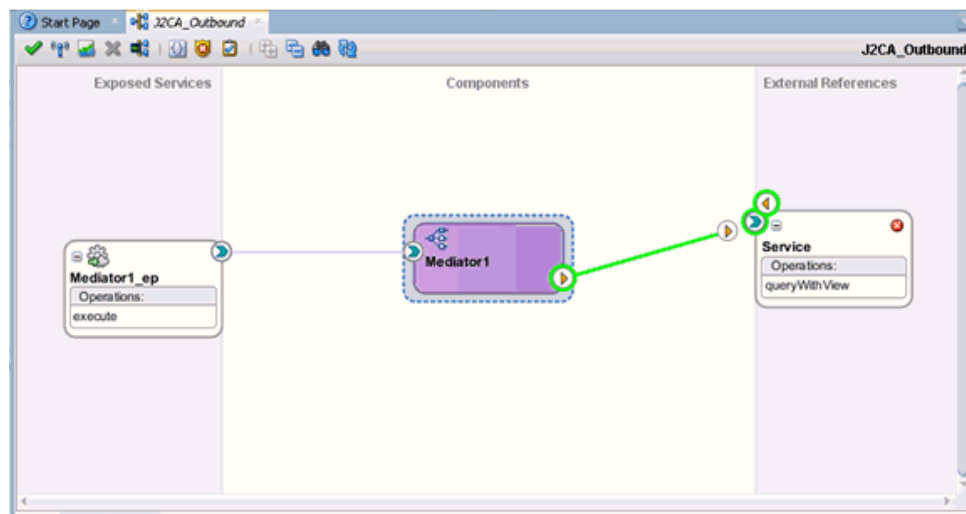 Start Page
J2CA_Outbound
J2CA_Outbound
Exposed Services
Components
External References
Mediator1_ep
Operations:
execute
Mediator1
Service
Operations:
queryWithView